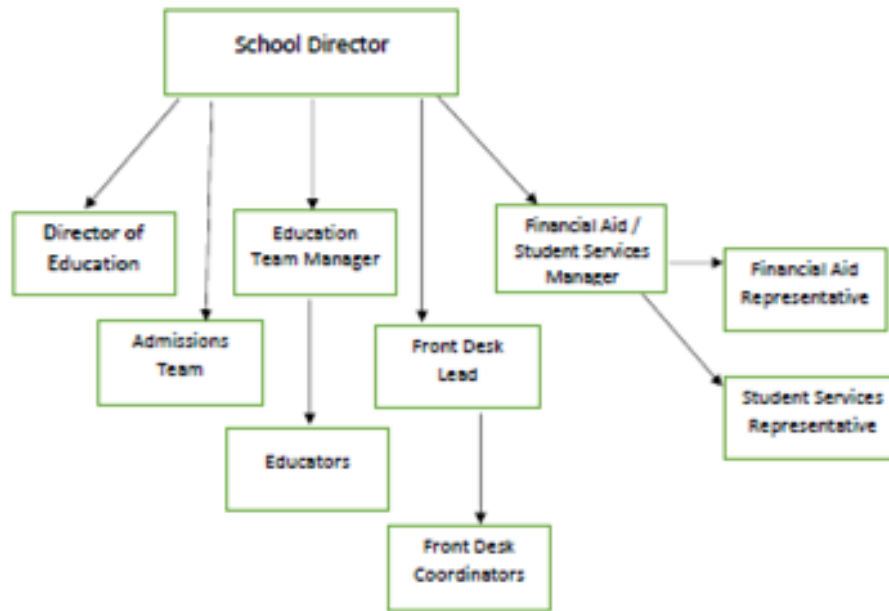 School Director
Director of
Education
Education
Team Manager
Financial Aid /
Student Services
Manager
Financial Aid
Representative
Admissions
Team
Front Desk
Lead
Student Services
Representative
Educators
Front Desk
Coordinators